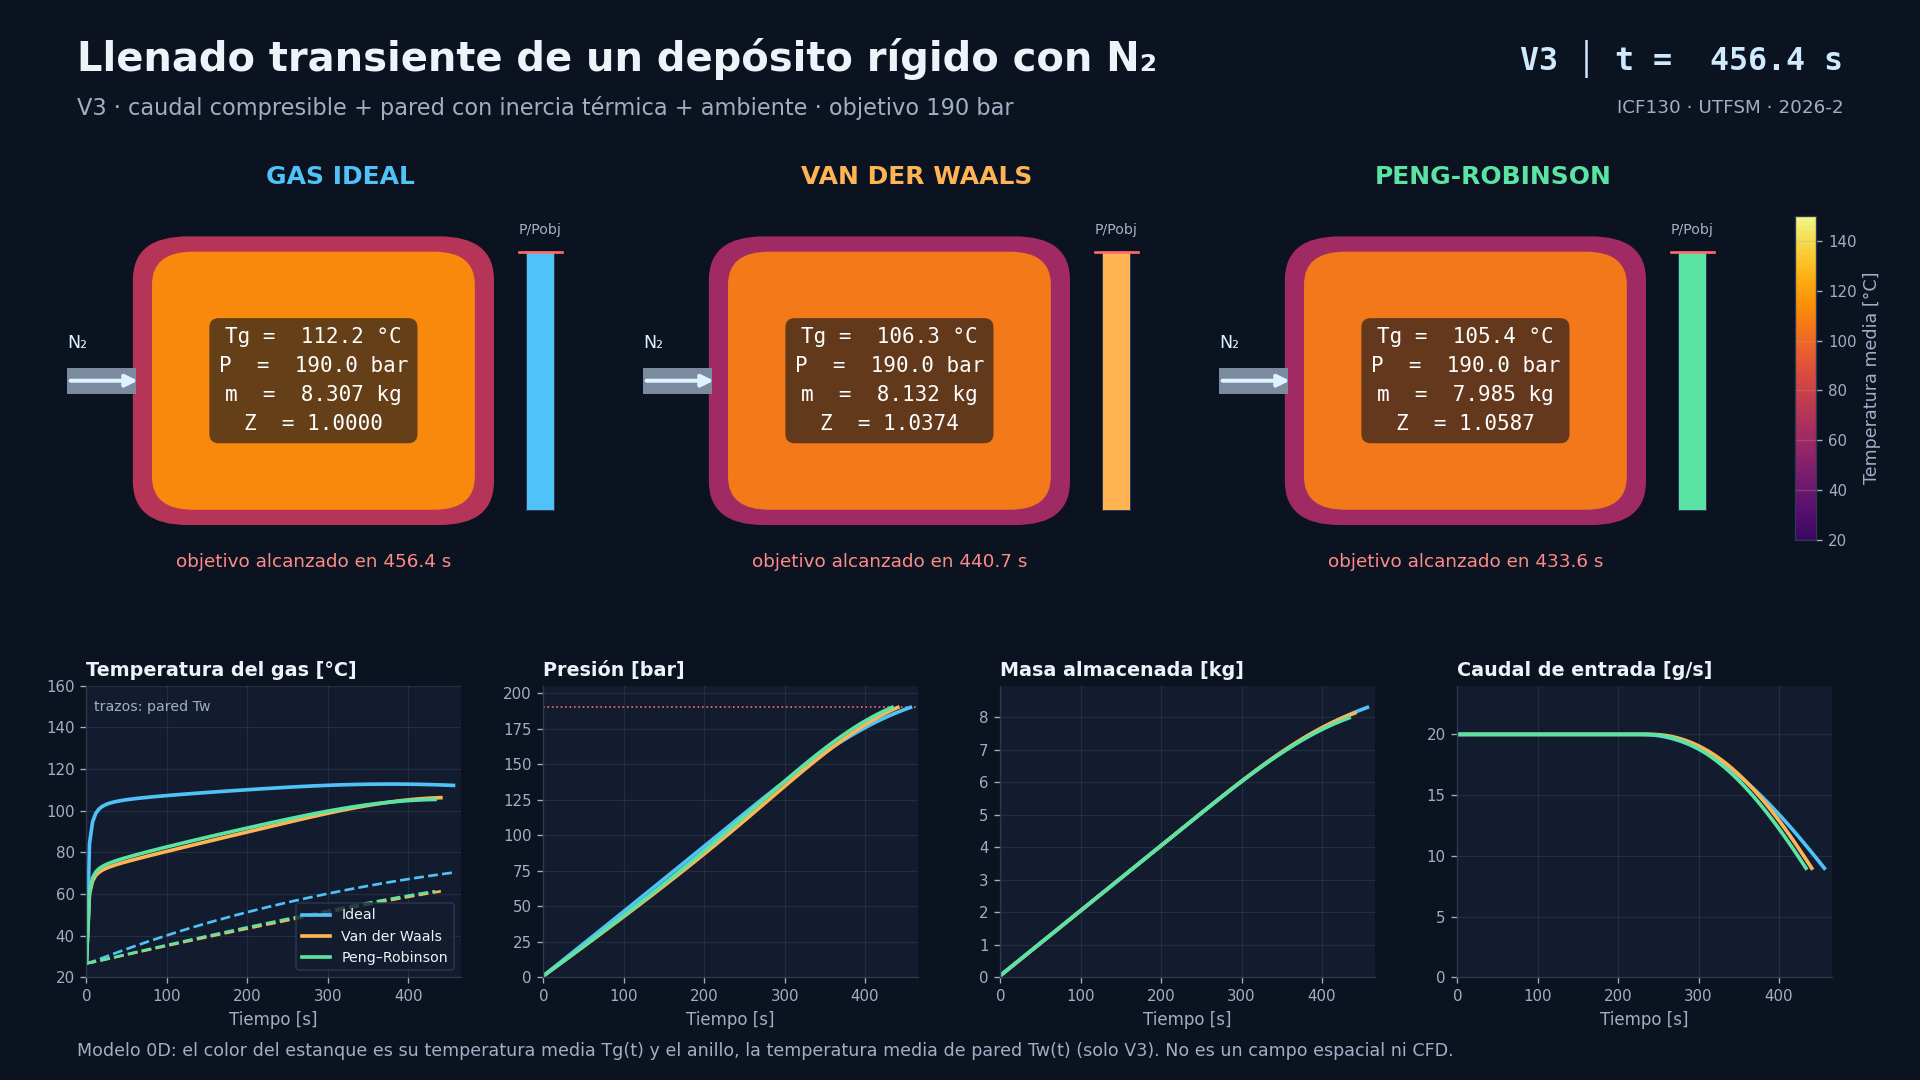 Llenado transiente de un depósito rígido con N₂
V3 │ t =  456.4 s
V3 · caudal compresible + pared con inercia térmica + ambiente · objetivo 190 bar
ICF130 · UTFSM · 2026-2
GAS IDEAL
P/Pobj
N₂
Tg =  112.2 °C
P  =  190.0 bar
m  =  8.307 kg
Z  = 1.0000
objetivo alcanzado en 456.4 s
VAN DER WAALS
P/Pobj
N₂
Tg =  106.3 °C
P  =  190.0 bar
m  =  8.132 kg
Z  = 1.0374
objetivo alcanzado en 440.7 s
PENG-ROBINSON
P/Pobj
N₂
Tg =  105.4 °C
P  =  190.0 bar
m  =  7.985 kg
Z  = 1.0587
objetivo alcanzado en 433.6 s
140
120
100
80
60
40
20
Temperatura media [°C]
Temperatura del gas [°C]
160
140
120
100
80
60
40
20
trazos: pared Tw
Ideal
Van der Waals
Peng–Robinson
0 100 200 300 400
Tiempo [s]
Presión [bar]
200
175
150
125
100
75
50
25
0
0 100 200 300 400
Tiempo [s]
Masa almacenada [kg]
8
7
6
5
4
3
2
1
0
0 100 200 300 400
Tiempo [s]
Caudal de entrada [g/s]
20
15
10
5
0
0 100 200 300 400
Tiempo [s]
Modelo 0D: el color del estanque es su temperatura media Tg(t) y el anillo, la temperatura media de pared Tw(t) (solo V3). No es un campo espacial ni CFD.